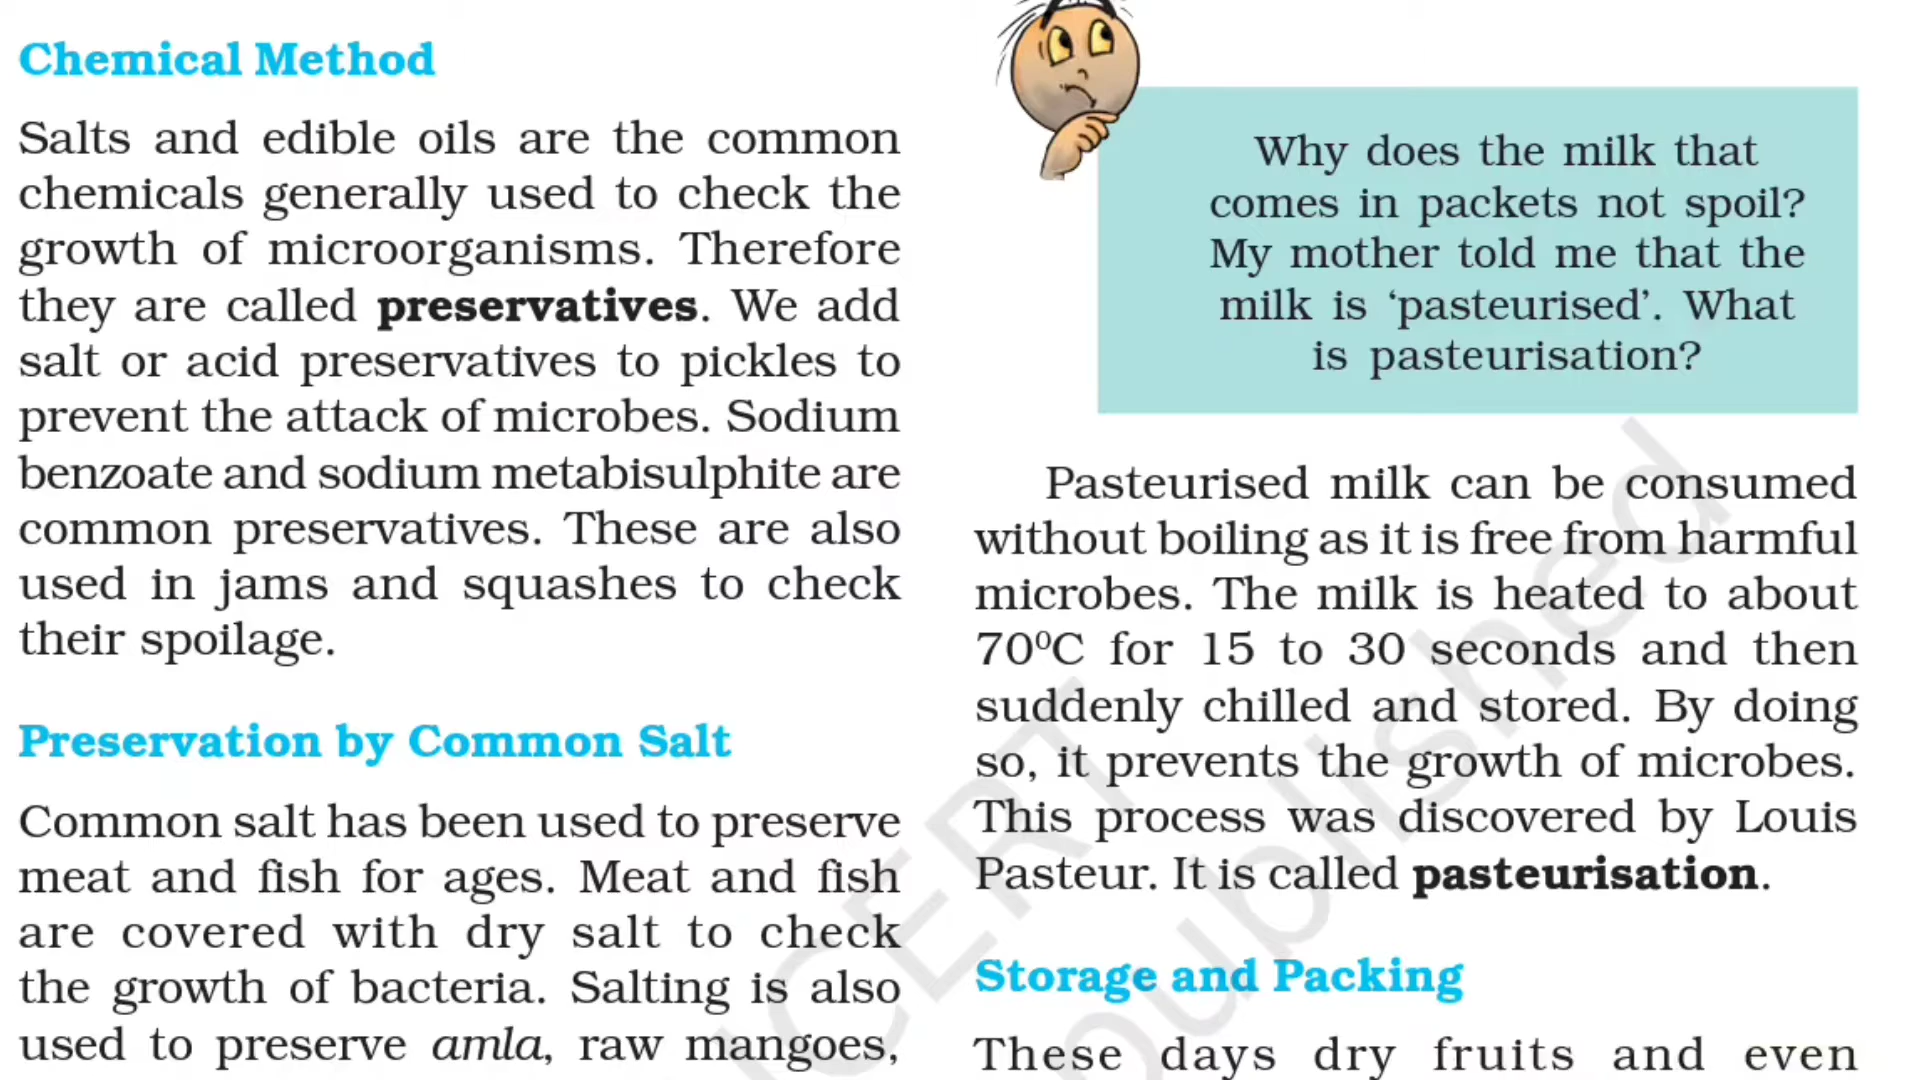 Chemical Method
Salts and edible oils are the common
chemicals generally used to check the
growth of microorganisms. Therefore
they are called preservatives. We add
salt or acid preservatives to pickles to
prevent the attack of microbes. Sodium
benzoate and sodium metabisulphite are
common preservatives. These are also
used in jams and squashes to check
their spoilage.
Preservation by Common Salt
Common salt has been used to preserve
meat and fish for ages. Meat and fish
are covered with dry salt to check
the growth of bacteria. Salting is also
used to preserve amla, raw mangoes,
Why does the milk that
comes in packets not spoil?
My mother told me that the
milk is ‘pasteurised’. What
is pasteurisation?
Pasteurised milk can be consumed
without boiling as it is free from harmful
microbes. The milk is heated to about
70⁰C for 15 to 30 seconds and then
suddenly chilled and stored. By doing
so, it prevents the growth of microbes.
This process was discovered by Louis
Pasteur. It is called pasteurisation.
Storage and Packing
These days dry fruits and even